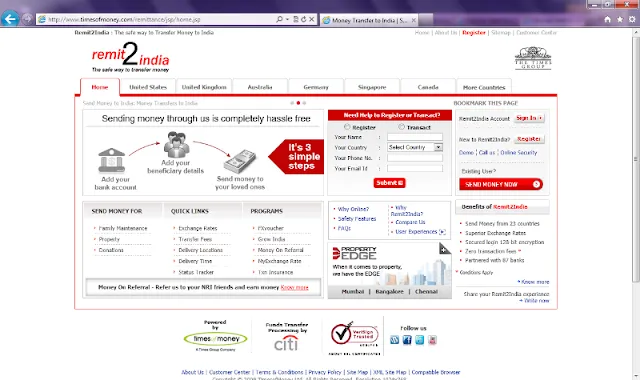 http://www.timesofmoney.com/remittance/jsp/home.jsp
Money Transfer to India | S...
Remit2India : The safe way to Transfer Money to India
Home | About Us | Register | Sitemap | Customer Center
remit2india
The safe way to transfer money
THE TIMES GROUP
Home
United States
United Kingdom
Australia
Germany
Singapore
Canada
More Countries
Send Money to India: Money Transfers to India
BOOKMARK THIS PAGE
Sending money through us is completely hassle free
Add your bank account
Add your beneficiary details
Send money to your loved ones
It's 3 simple steps
Need Help to Register or Transact?
Register
Transact
Your Name :
Your Country : Select Country
Your Phone No. :
Your Email Id :
Submit
Remit2India Account Sign In
New to Remit2India? Register
Demo | Call us | Online Security
Existing User?
SEND MONEY NOW
SEND MONEY FOR
Family Maintenance
Property
Donations
QUICK LINKS
Exchange Rates
Transfer Fees
Delivery Locations
Delivery Time
Status Tracker
PROGRAMS
FXvoucher
Grow India
Money On Referral
SMS Rate Alert
Txn Insurance
Money On Referral - Refer us to your NRI friends and earn money Know more
Why Online?
Safety Features
FAQs
Why Remit2India?
Compare Us
User Experiences
PROPERTY EDGE
When it comes to property, we have the EDGE
Mumbai | Bangalore | Chennai
Benefits of Remit2India
Send Money from 23 countries
Superior Exchange Rates
Secured login 128 bit encryption
Zero transaction fees *
Partnered with 87 banks
* Conditions Apply
Know more
Share your Remit2India experience
Write now
Powered by
times of money
A Times Group Company
Funds Transfer Processing by
citi
VeriSign Trusted
ABOUT SSL CERTIFICATES
Follow us
About Us | Customer Center | Terms & Conditions | Privacy Policy | Site Map | XML Site Map | Compatible Browser